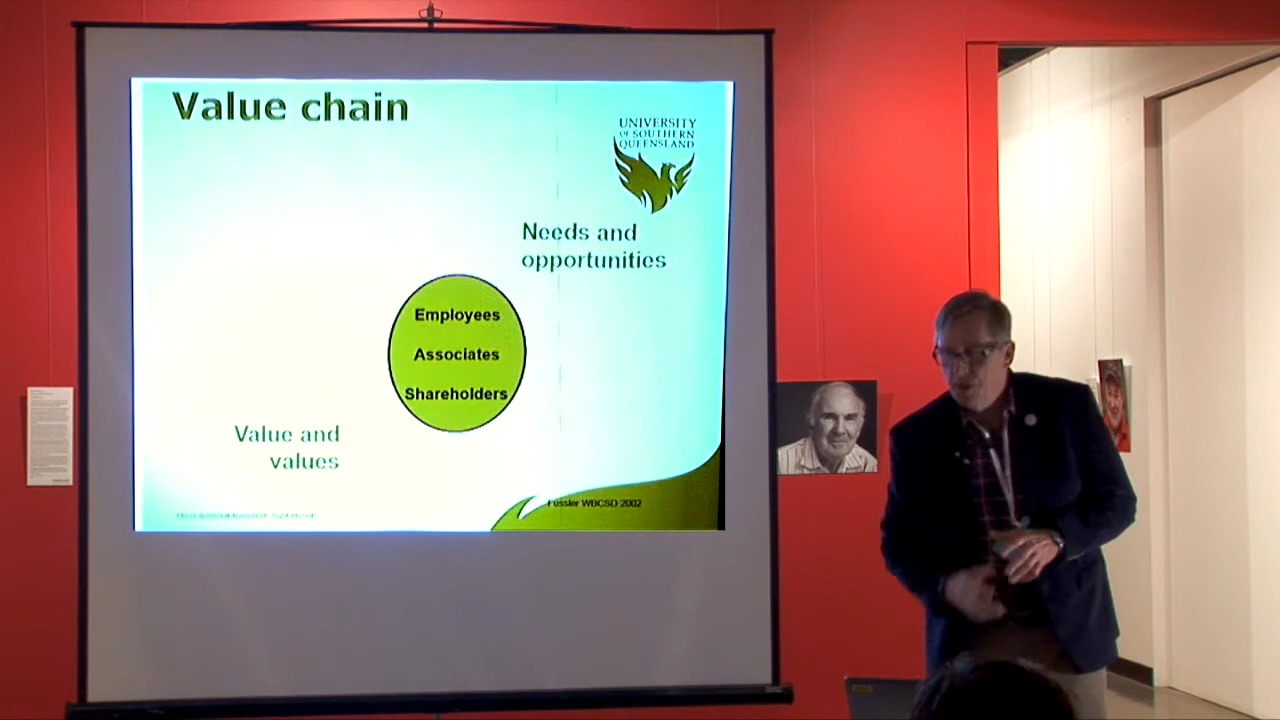 Value chain
UNIVERSITY
OF SOUTHERN
QUEENSLAND
Needs and
opportunities
Employees
Associates
Shareholders
Value and
values
Fussler WBCSD 2002